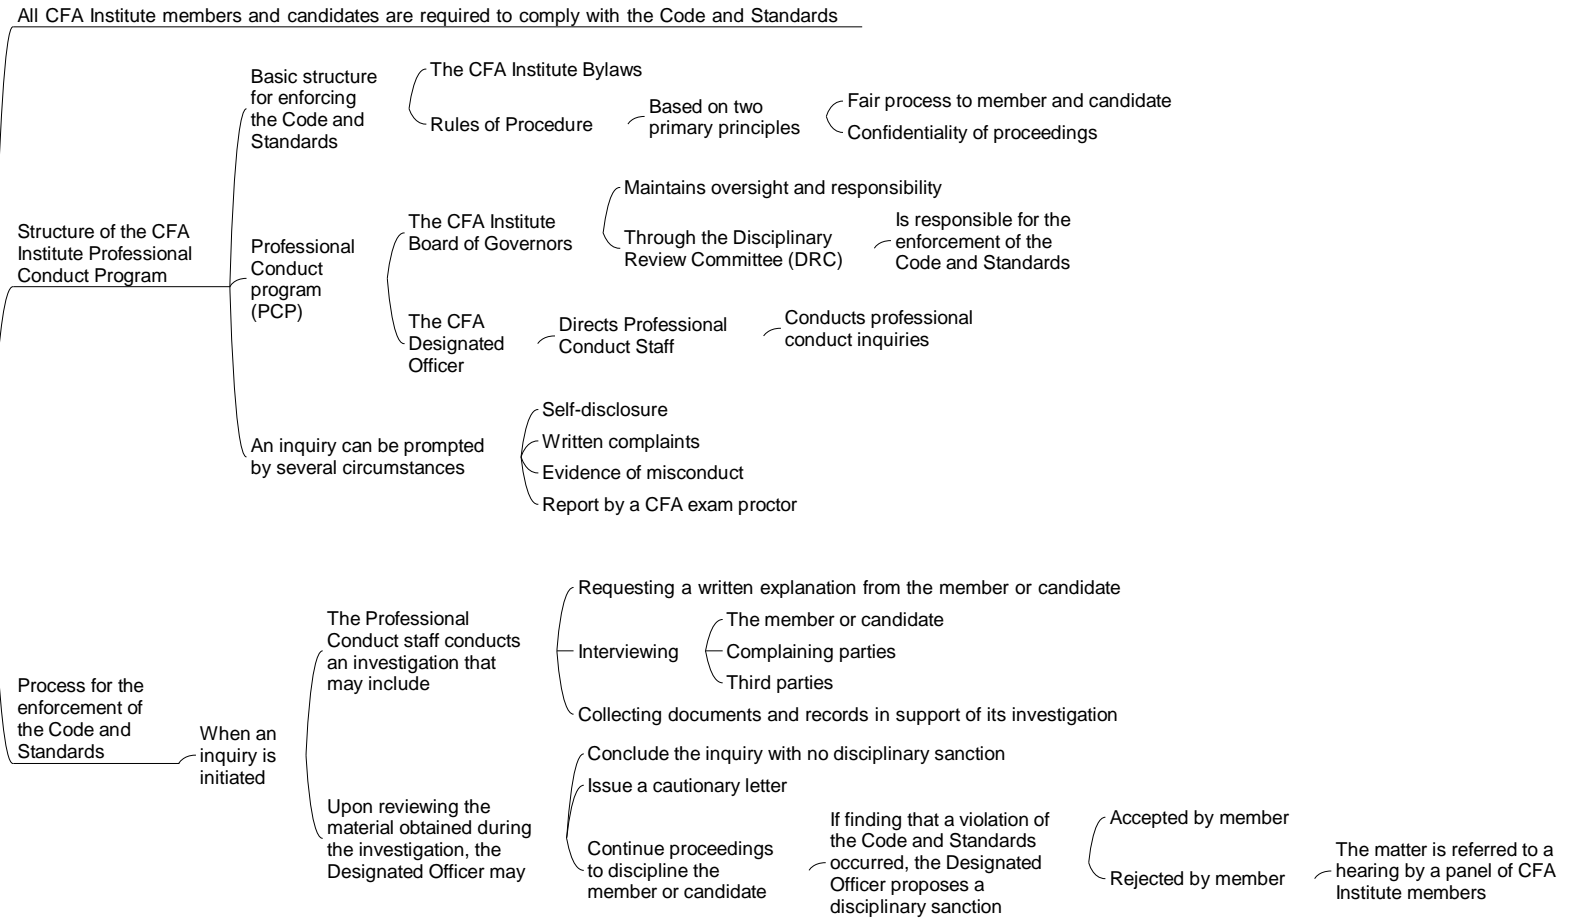 All CFA Institute members and candidates are required to comply with the Code and Standards
Structure of the CFA
Institute Professional
Conduct Program
Basic structure
for enforcing
the Code and
Standards
The CFA Institute Bylaws
Rules of Procedure
Based on two
primary principles
Fair process to member and candidate
Confidentiality of proceedings
Professional
Conduct
program
(PCP)
The CFA Institute
Board of Governors
Maintains oversight and responsibility
Through the Disciplinary
Review Committee (DRC)
Is responsible for the
enforcement of the
Code and Standards
The CFA
Designated
Officer
Directs Professional
Conduct Staff
Conducts professional
conduct inquiries
An inquiry can be prompted
by several circumstances
Self-disclosure
Written complaints
Evidence of misconduct
Report by a CFA exam proctor
Process for the
enforcement of
the Code and
Standards
When an
inquiry is
initiated
The Professional
Conduct staff conducts
an investigation that
may include
Requesting a written explanation from the member or candidate
Interviewing
The member or candidate
Complaining parties
Third parties
Collecting documents and records in support of its investigation
Upon reviewing the
material obtained during
the investigation, the
Designated Officer may
Conclude the inquiry with no disciplinary sanction
Issue a cautionary letter
Continue proceedings
to discipline the
member or candidate
If finding that a violation of
the Code and Standards
occurred, the Designated
Officer proposes a
disciplinary sanction
Accepted by member
Rejected by member
The matter is referred to a
hearing by a panel of CFA
Institute members